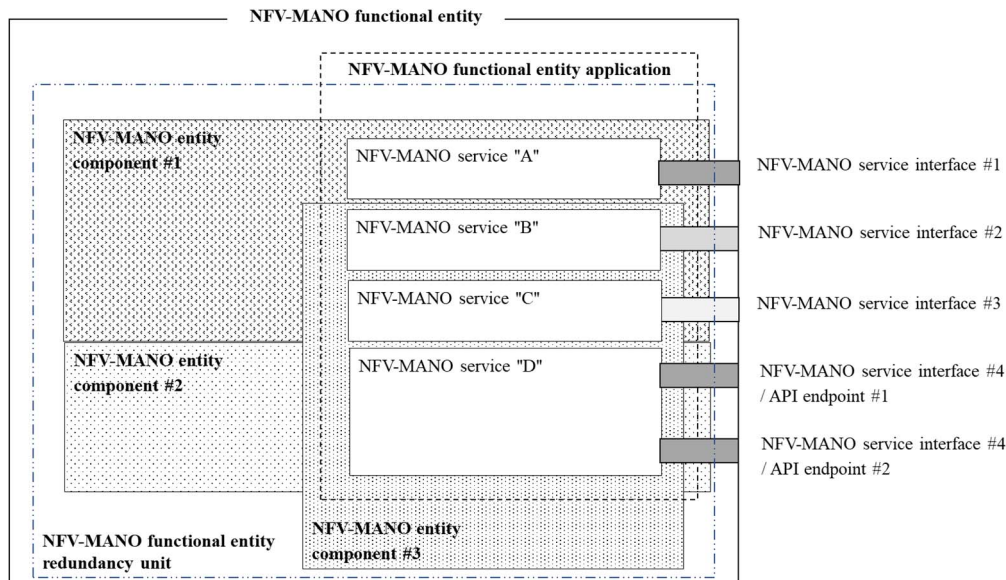 NFV-MANO functional entity
NFV-MANO functional entity application
NFV-MANO entity
component #1
NFV-MANO service "A"
NFV-MANO service interface #1
NFV-MANO service "B"
NFV-MANO service interface #2
NFV-MANO service "C"
NFV-MANO service interface #3
NFV-MANO entity
component #2
NFV-MANO service "D"
NFV-MANO service interface #4
/ API endpoint #1
NFV-MANO service interface #4
/ API endpoint #2
NFV-MANO entity
component #3
NFV-MANO functional entity
redundancy unit